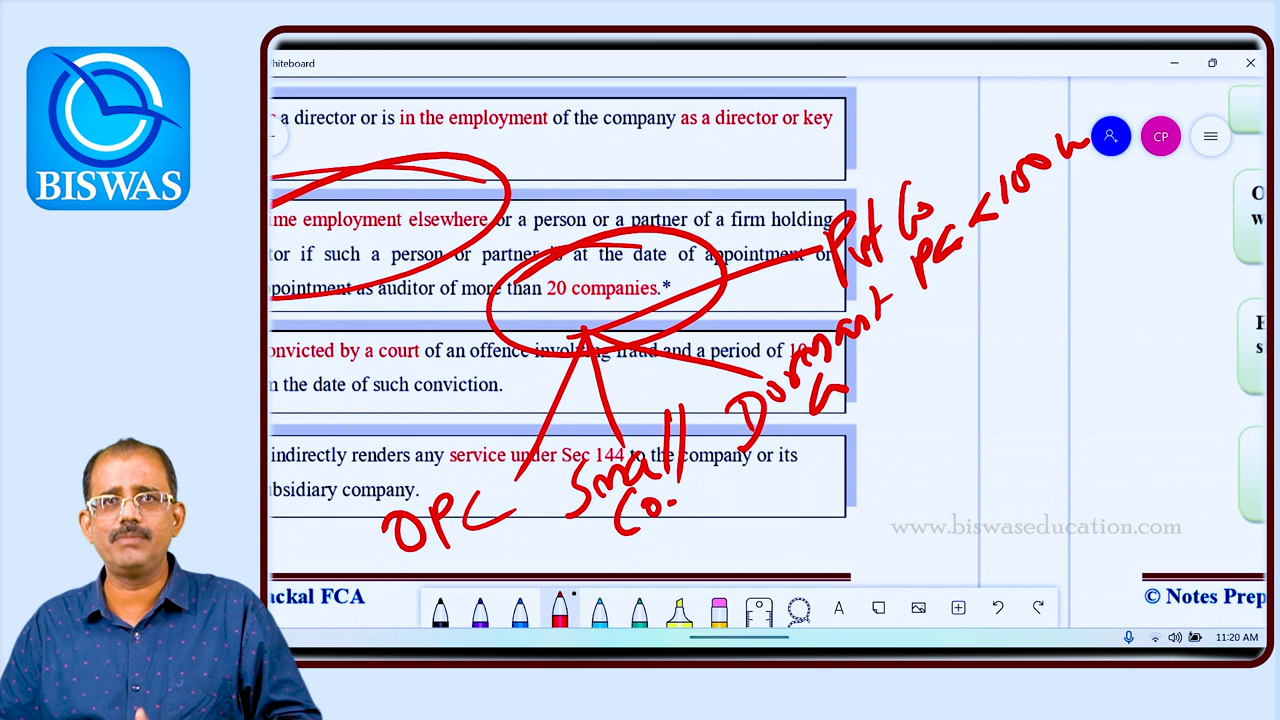 BISWAS
Whiteboard
a director or is in the employment of the company as a director or key
CP
ime employment elsewhere or a person or a partner of a firm holding
tor if such a person or partner is at the date of appointment or
pointment as auditor of more than 20 companies.*
Pvt Co
PC < 100 cr
Dormant
Co
onvicted by a court of an offence involving fraud and a period of 10
n the date of such conviction.
indirectly renders any service under Sec 144 to the company or its
absidiary company.
OPC
Small
Co.
www.biswaseducation.com
ackal FCA
© Notes Prep
11:20 AM